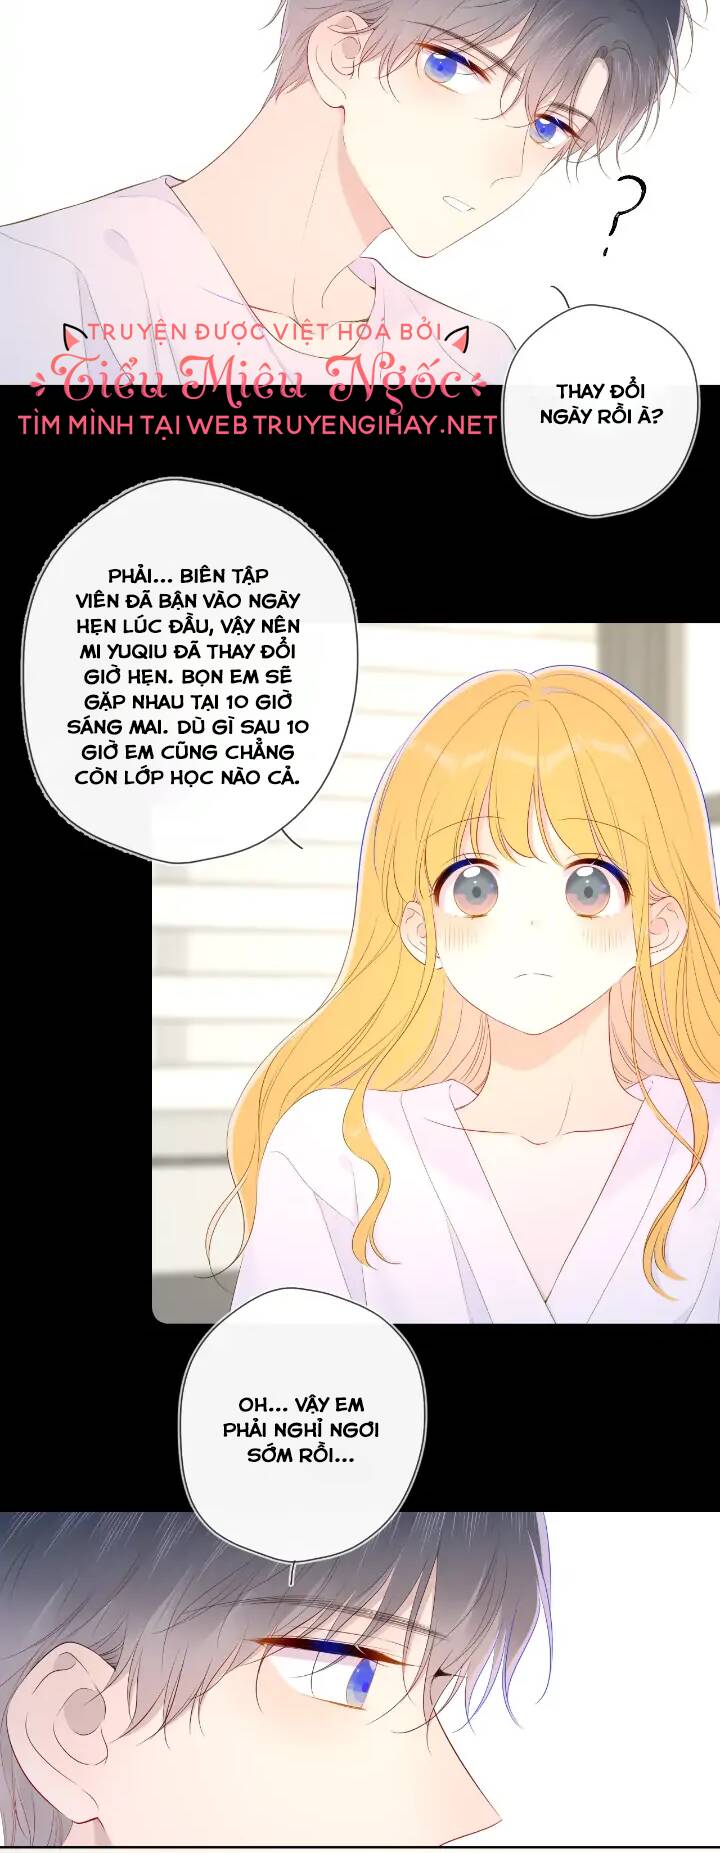 ?
TRUYỆN ĐƯỢC VIỆT HOÁ BỞI
Tiểu Miêu Ngốc
TÌM MÌNH TẠI WEB TRUYENGIHAY.NET
THAY ĐỔI
NGÀY RỒI À?
PHẢI... BIÊN TẬP
VIÊN ĐÃ BẬN VÀO NGÀY
HẸN LÚC ĐẦU, VẬY NÊN
MI YUQIU ĐÃ THAY ĐỔI
GIỜ HẸN. BỌN EM SẼ
GẶP NHAU TẠI 10 GIỜ
SÁNG MAI. DÙ GÌ SAU 10
GIỜ EM CŨNG CHẲNG
CÒN LỚP HỌC NÀO CẢ.
OH... VẬY EM
PHẢI NGHỈ NGƠI
SỚM RỒI...